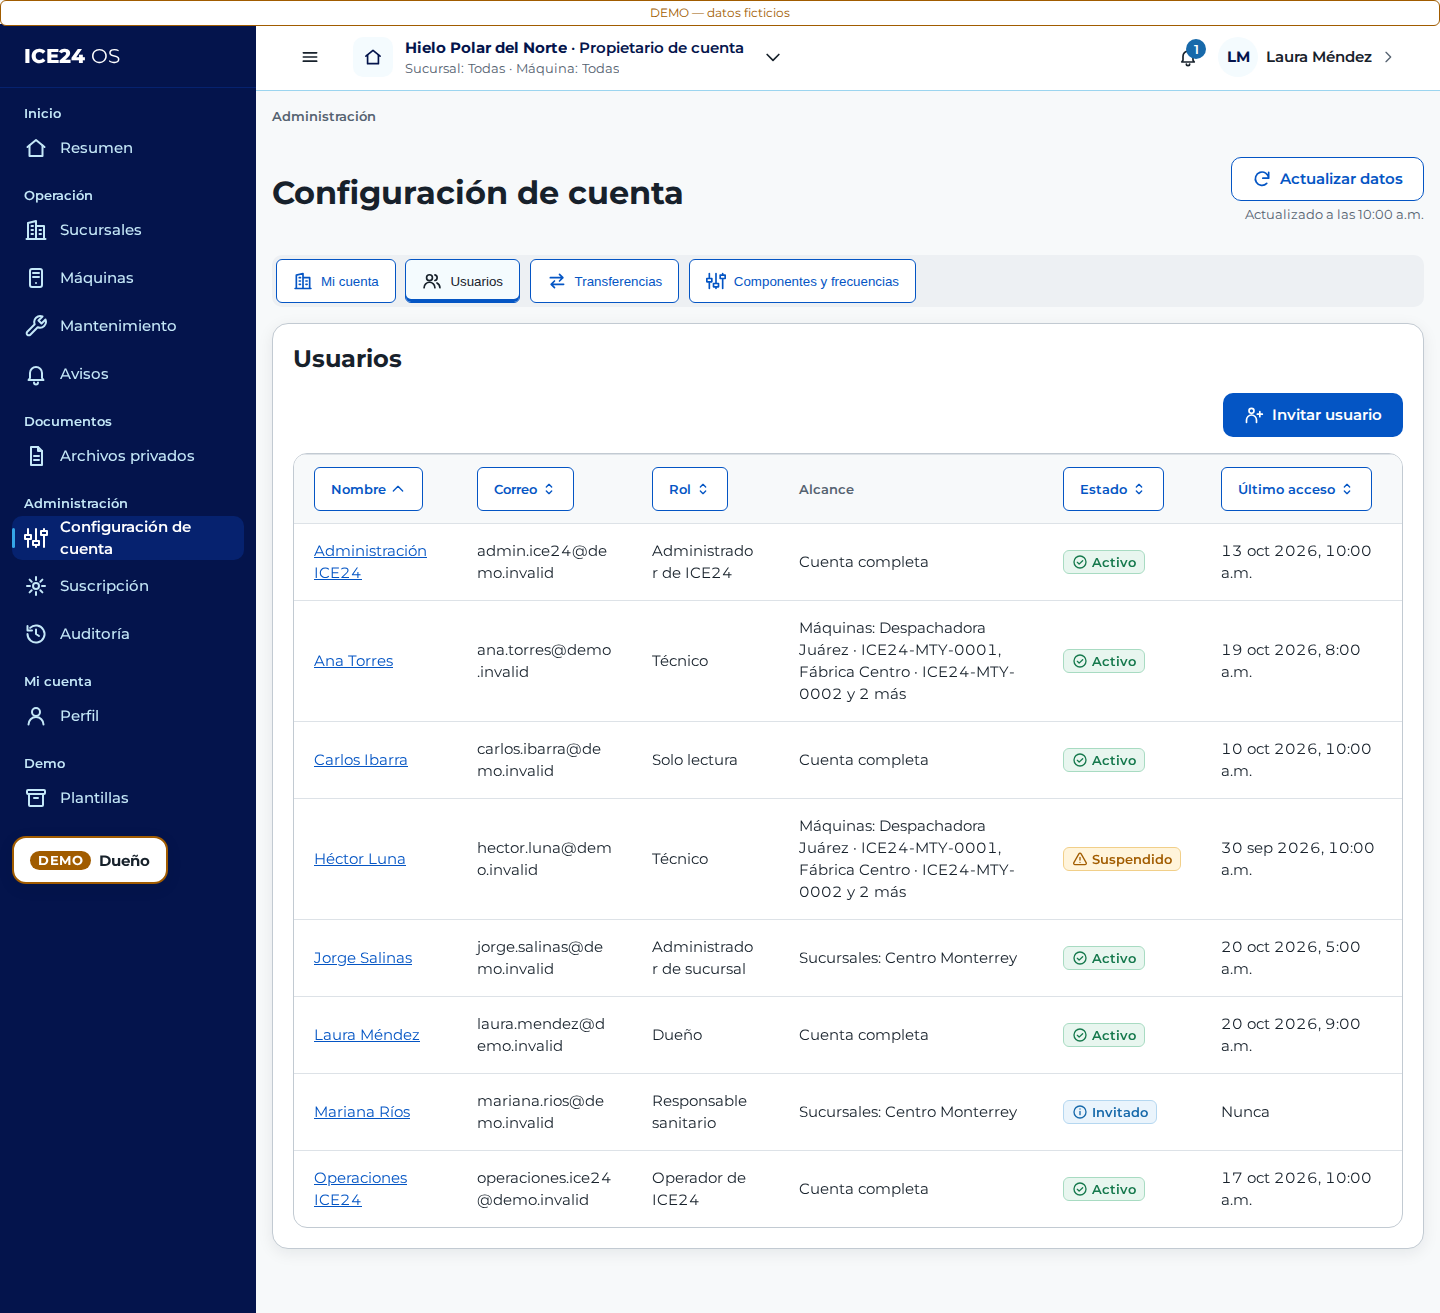 DEMO — datos ficticios
ICE24 OS
Inicio
Resumen
Operación
Sucursales
Máquinas
Mantenimiento
Avisos
Documentos
Archivos privados
Administración
Configuración de
cuenta
Suscripción
Auditoría
Mi cuenta
Perfil
Demo
Plantillas
DEMO Dueño
Hielo Polar del Norte · Propietario de cuenta
Sucursal: Todas · Máquina: Todas
1
LM Laura Méndez
Administración
Configuración de cuenta
Actualizar datos
Actualizado a las 10:00 a.m.
Mi cuenta
Usuarios
Transferencias
Componentes y frecuencias
Usuarios
Invitar usuario
Nombre Correo Rol Alcance Estado Último acceso
Administración
ICE24
admin.ice24@de
mo.invalid
Administrado
r de ICE24
Cuenta completa
Activo
13 oct 2026, 10:00
a.m.
Ana Torres
ana.torres@demo
.invalid
Técnico
Máquinas: Despachadora
Juárez · ICE24-MTY-0001,
Fábrica Centro · ICE24-MTY-
0002 y 2 más
Activo
19 oct 2026, 8:00
a.m.
Carlos Ibarra
carlos.ibarra@de
mo.invalid
Solo lectura
Cuenta completa
Activo
10 oct 2026, 10:00
a.m.
Héctor Luna
hector.luna@dem
o.invalid
Técnico
Máquinas: Despachadora
Juárez · ICE24-MTY-0001,
Fábrica Centro · ICE24-MTY-
0002 y 2 más
Suspendido
30 sep 2026, 10:00
a.m.
Jorge Salinas
jorge.salinas@de
mo.invalid
Administrado
r de sucursal
Sucursales: Centro Monterrey
Activo
20 oct 2026, 5:00
a.m.
Laura Méndez
laura.mendez@d
emo.invalid
Dueño
Cuenta completa
Activo
20 oct 2026, 9:00
a.m.
Mariana Ríos
mariana.rios@de
mo.invalid
Responsable
sanitario
Sucursales: Centro Monterrey
Invitado
Nunca
Operaciones
ICE24
operaciones.ice24
@demo.invalid
Operador de
ICE24
Cuenta completa
Activo
17 oct 2026, 10:00
a.m.